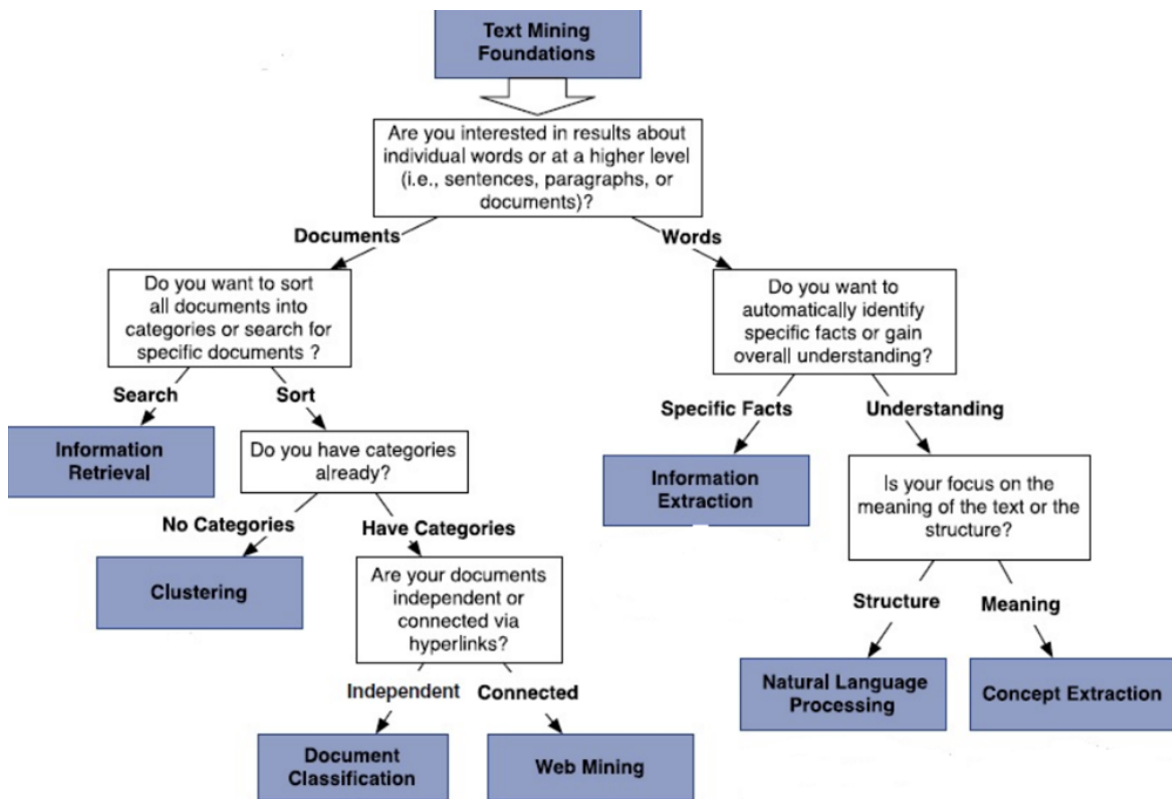 Text Mining
Foundations
Are you interested in results about
individual words or at a higher level
(i.e., sentences, paragraphs, or
documents)?
Documents
Words
Do you want to sort
all documents into
categories or search for
specific documents ?
Do you want to
automatically identify
specific facts or gain
overall understanding?
Search
Sort
Specific Facts
Understanding
Information
Retrieval
Do you have categories
already?
Information
Extraction
Is your focus on the
meaning of the text or the
structure?
No Categories
Have Categories
Clustering
Are your documents
independent or
connected via
hyperlinks?
Structure
Meaning
Independent
Connected
Natural Language
Processing
Concept Extraction
Document
Classification
Web Mining